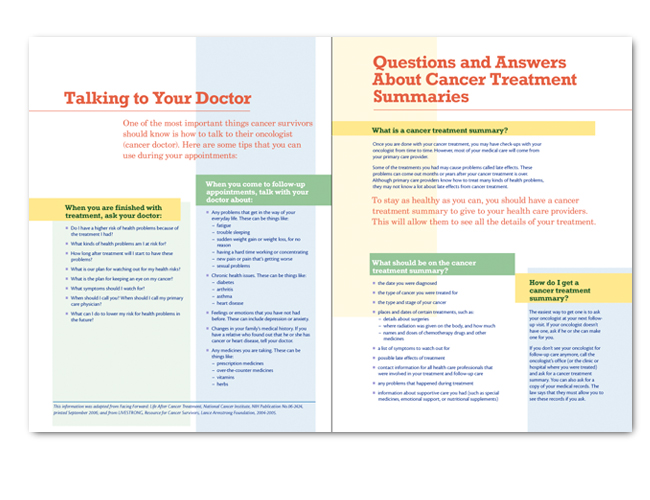 Talking to Your Doctor
One of the most important things cancer survivors
should know is how to talk to their oncologist
(cancer doctor). Here are some tips that you can
use during your appointments:
When you are finished with
treatment, ask your doctor:
Do I have a higher risk of health problems because of
the treatment I had?
What kinds of health problems am I at risk for?
How long after treatment will I start to have these
problems?
What is our plan for watching out for my health risks?
What is the plan for keeping an eye on my cancer?
What symptoms should I watch for?
When should I call you? When should I call my primary
care physician?
What can I do to lower my risk for health problems in
the future?
When you come to follow-up
appointments, talk with your
doctor about:
Any problems that get in the way of your
everyday life. These can be things like:
– fatigue
– trouble sleeping
– sudden weight gain or weight loss, for no
reason
– having a hard time working or concentrating
– new pain or pain that's getting worse
– sexual problems
Chronic health issues. These can be things like:
– diabetes
– arthritis
– asthma
– heart disease
Feelings or emotions that you have not had
before. These can include depression or anxiety.
Changes in your family's medical history. If you
have a relative who found out that he or she has
cancer or heart disease, tell your doctor.
Any medicines you are taking. These can be
things like:
– prescription medicines
– over-the-counter medicines
– vitamins
– herbs
This information was adapted from Facing Forward: Life After Cancer Treatment, National Cancer Institute, NIH Publication No.
printed September 2006, and from LIVESTRONG, Resource for Cancer Survivors, Lance Armstrong Foundation, 2004-2005.
Questions and Answers
About Cancer Treatment
Summaries
What is a cancer treatment summary?
Once you are done with your cancer treatment, you may have check-ups with your
oncologist from time to time. However, most of your medical care will come from
your primary care provider.
Some of the treatments you had may cause problems called late effects. These
problems can come out months or years after your cancer treatment is over.
Although primary care providers know how to treat many kinds of health problems,
they may not know a lot about late effects from cancer treatment.
To stay as healthy as you can, you should have a cancer
treatment summary to give to your health care providers.
This will allow them to see all the details of your treatment.
What should be on the cancer
treatment summary?
the date you were diagnosed
the type of cancer you were treated for
the type and stage of your cancer
places and dates of certain treatments, such as
– details about surgeries
– where radiation was given on the body, and how much
– names and doses of chemotherapy drugs and other
medicines
a list of symptoms to watch out for
possible late effects of treatment
contact information for all health care professionals that
were involved in your treatment and follow-up care
any problems that happened during treatment
information about supportive care you had (such as special
medicines, emotional support, or nutritional supplements)
How do I get a
cancer treatment
summary?
The easiest way to get one is to ask
your oncologist at your next follow-
up visit. If your oncologist doesn't
have one, ask if he or she can make
one for you.
If you don't see your oncologist for
follow-up care anymore, call the
oncologist's office (or the clinic or
hospital where you were treated)
and ask for a cancer treatment
summary. You can also ask for a
copy of your medical records. The
law says that they must allow you to
see these records if you ask.